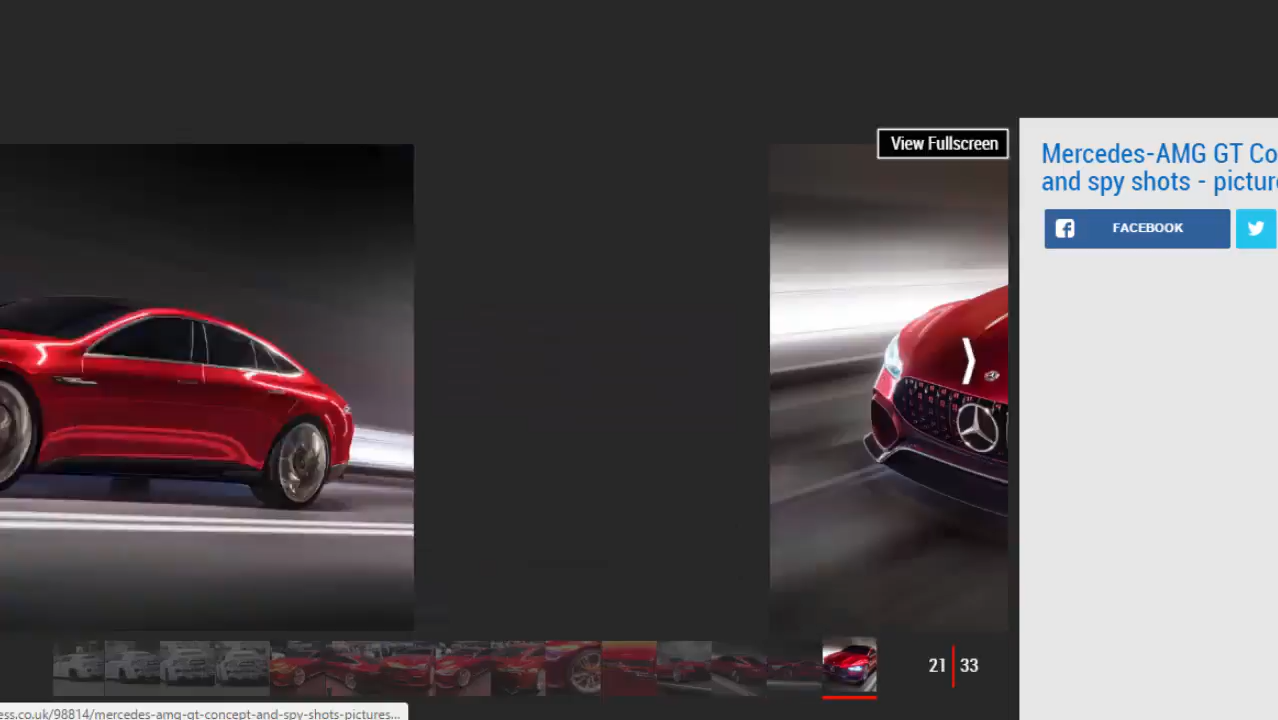 View Fullscreen
Mercedes-AMG GT Co
and spy shots - picture
FACEBOOK
21 33
ess.co.uk/98814/mercedes-amg-gt-concept-and-spy-shots-pictures...